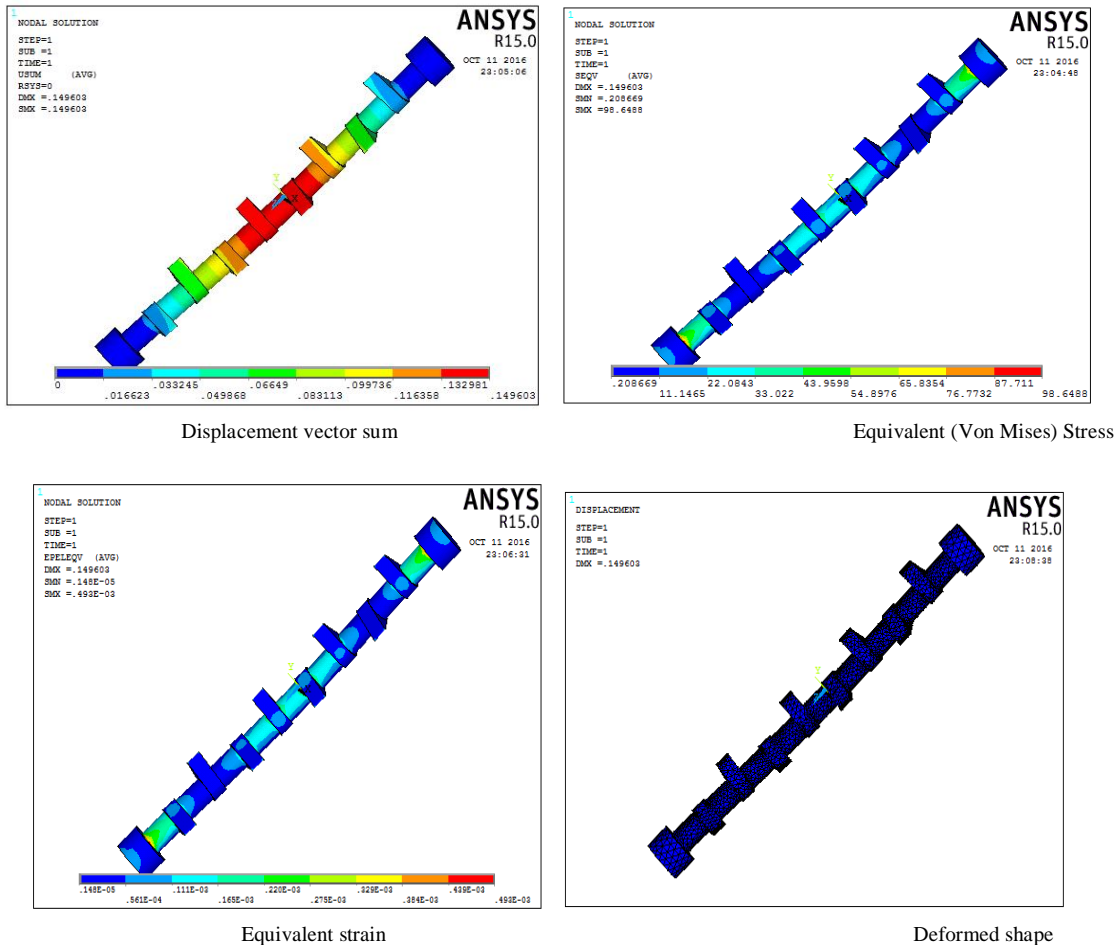 1
NODAL SOLUTION
STEP=1
SUB =1
TIME=1
USUM (AVG)
RSYS=0
DMX =.149603
SMX =.149603
ANSYS
R15.0
OCT 11 2016
23:05:06
Y
X
0 .033245 .06649 .099736 .132981
.016623 .049868 .083113 .116358 .149603
Displacement vector sum
1
NODAL SOLUTION
STEP=1
SUB =1
TIME=1
SEQV (AVG)
DMX =.149603
SMN =.208669
SMX =98.6488
ANSYS
R15.0
OCT 11 2016
23:04:48
Y
.208669 22.0843 43.9598 65.8354 87.711
11.1465 33.022 54.8976 76.7732 98.6488
Equivalent (Von Mises) Stress
1
NODAL SOLUTION
STEP=1
SUB =1
TIME=1
EPELEQV (AVG)
DMX =.149603
SMN =.148E-05
SMX =.493E-03
ANSYS
R15.0
OCT 11 2016
23:06:31
Y
.148E-05 .111E-03 .220E-03 .329E-03 .439E-03
.561E-04 .165E-03 .275E-03 .384E-03 .493E-03
Equivalent strain
1
DISPLACEMENT
STEP=1
SUB =1
TIME=1
DMX =.149603
ANSYS
R15.0
OCT 11 2016
23:08:38
Y
Deformed shape